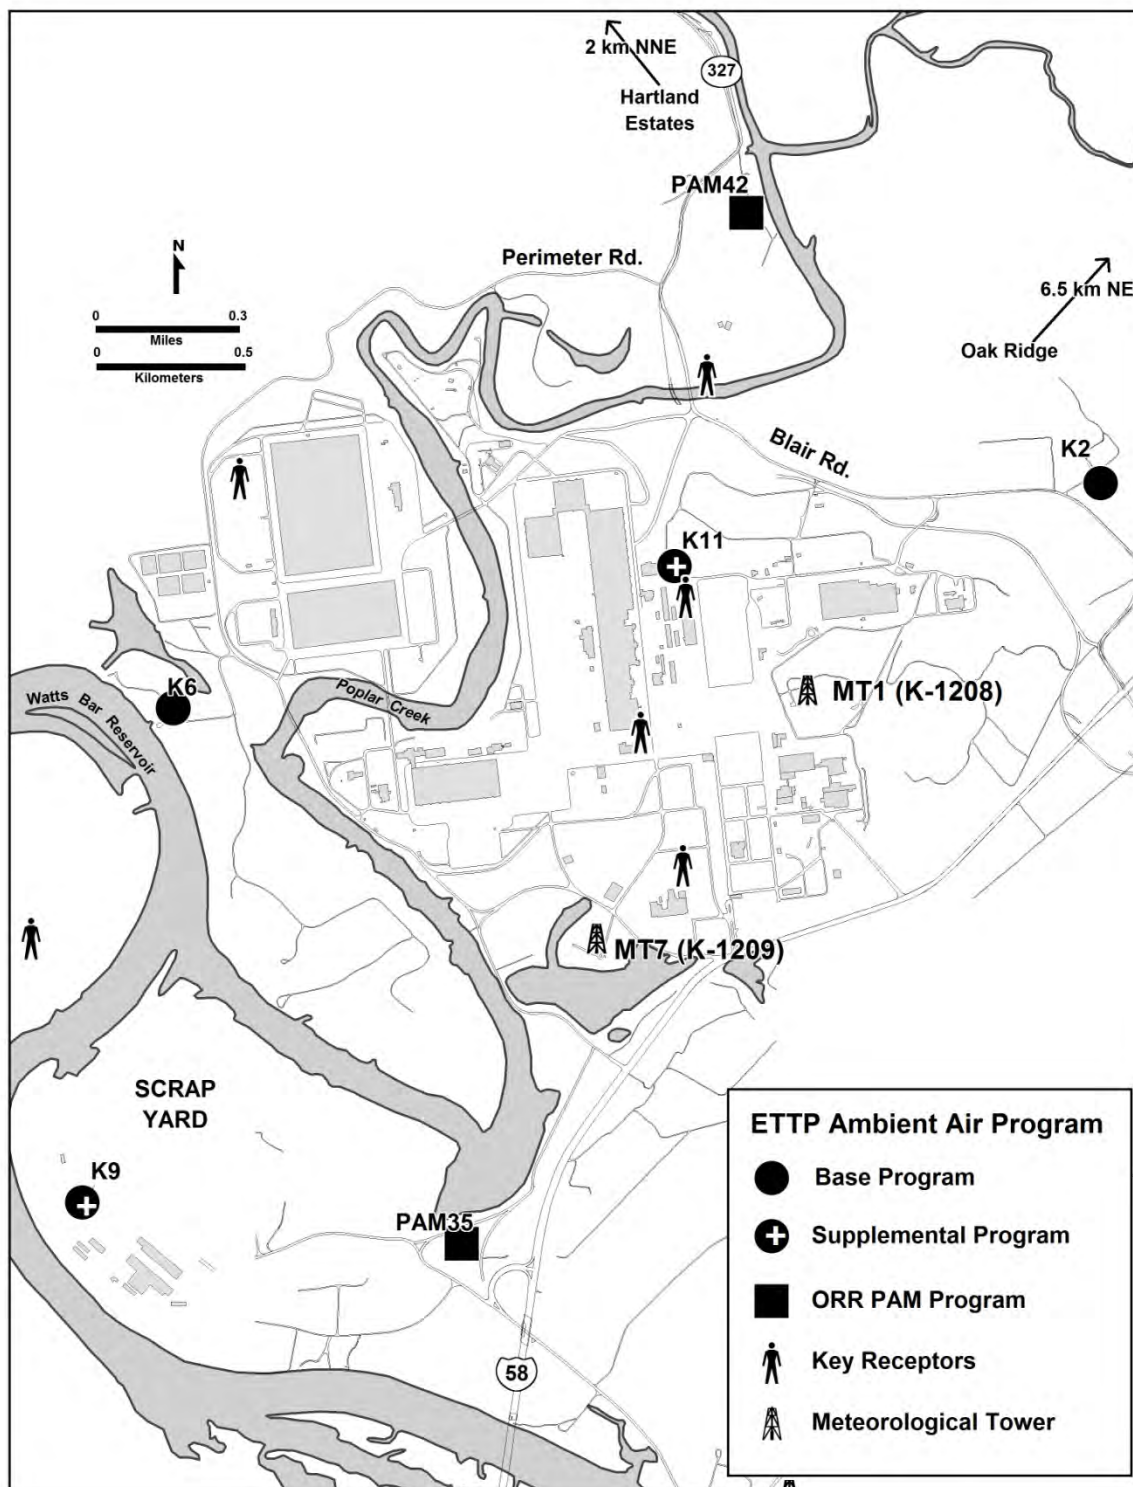 2 km NNE
327
Hartland
Estates
PAM42
N
Perimeter Rd.
0 0.3
Miles
0 0.5
Kilometers
6.5 km NE
Oak Ridge
Blair Rd.
K2
K11
K6
Poplar Creek
MT1 (K-1208)
Watts Bar Reservoir
MT7 (K-1209)
SCRAP
YARD
K9
PAM35
58
ETTP Ambient Air Program
Base Program
Supplemental Program
ORR PAM Program
Key Receptors
Meteorological Tower